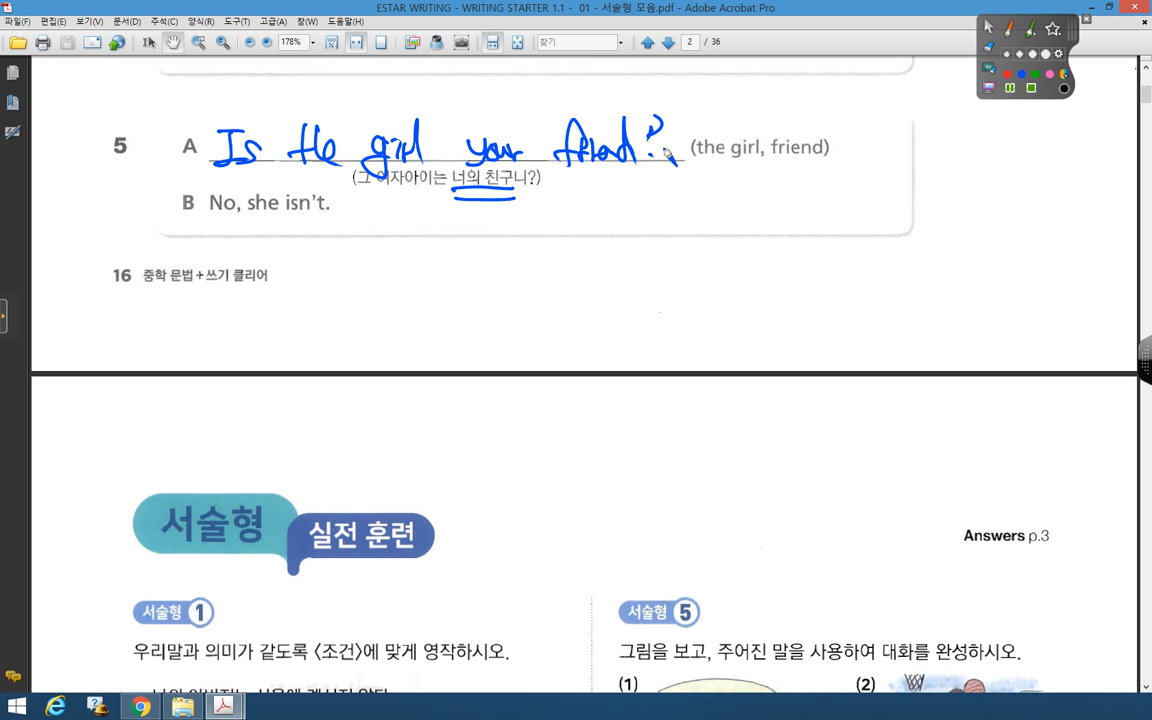 ESTAR WRITING - WRITING STARTER 1.1 - 01 - 서술형 모음.pdf - Adobe Acrobat Pro
파일(F) 편집(E) 보기(V) 문서(D) 주석(C) 양식(R) 도구(T) 고급(A) 창(W) 도움말(H)
178% 찾기 2 / 36
5 A Is the girl your friend? (the girl, friend)
(그 여자아이는 너의 친구니?)
B No, she isn't.
16 중학 문법+쓰기 클리어
서술형 실전 훈련
Answers p.3
서술형 1
우리말과 의미가 같도록 〈조건〉에 맞게 영작하시오.
서술형 5
그림을 보고, 주어진 말을 사용하여 대화를 완성하시오.
(1) (2)